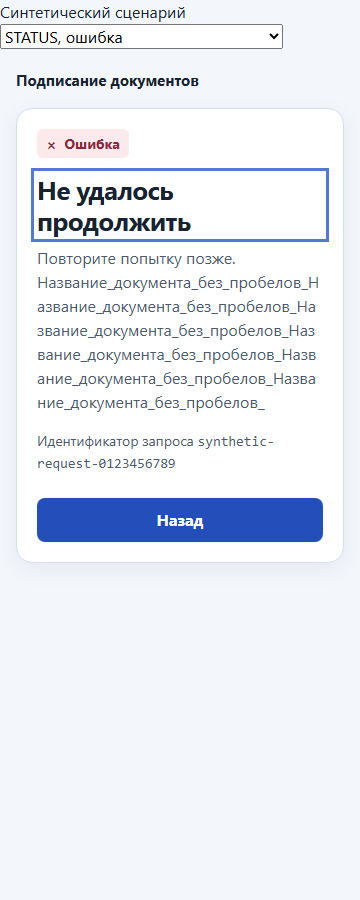 Синтетический сценарий
STATUS, ошибка
Подписание документов
× Ошибка
Не удалось
продолжить
Повторите попытку позже.
Название_документа_без_пробелов_Н
азвание_документа_без_пробелов_На
звание_документа_без_пробелов_Наз
вание_документа_без_пробелов_Назв
ание_документа_без_пробелов_Назва
ние_документа_без_пробелов_
Идентификатор запроса synthetic-
request-0123456789
Назад